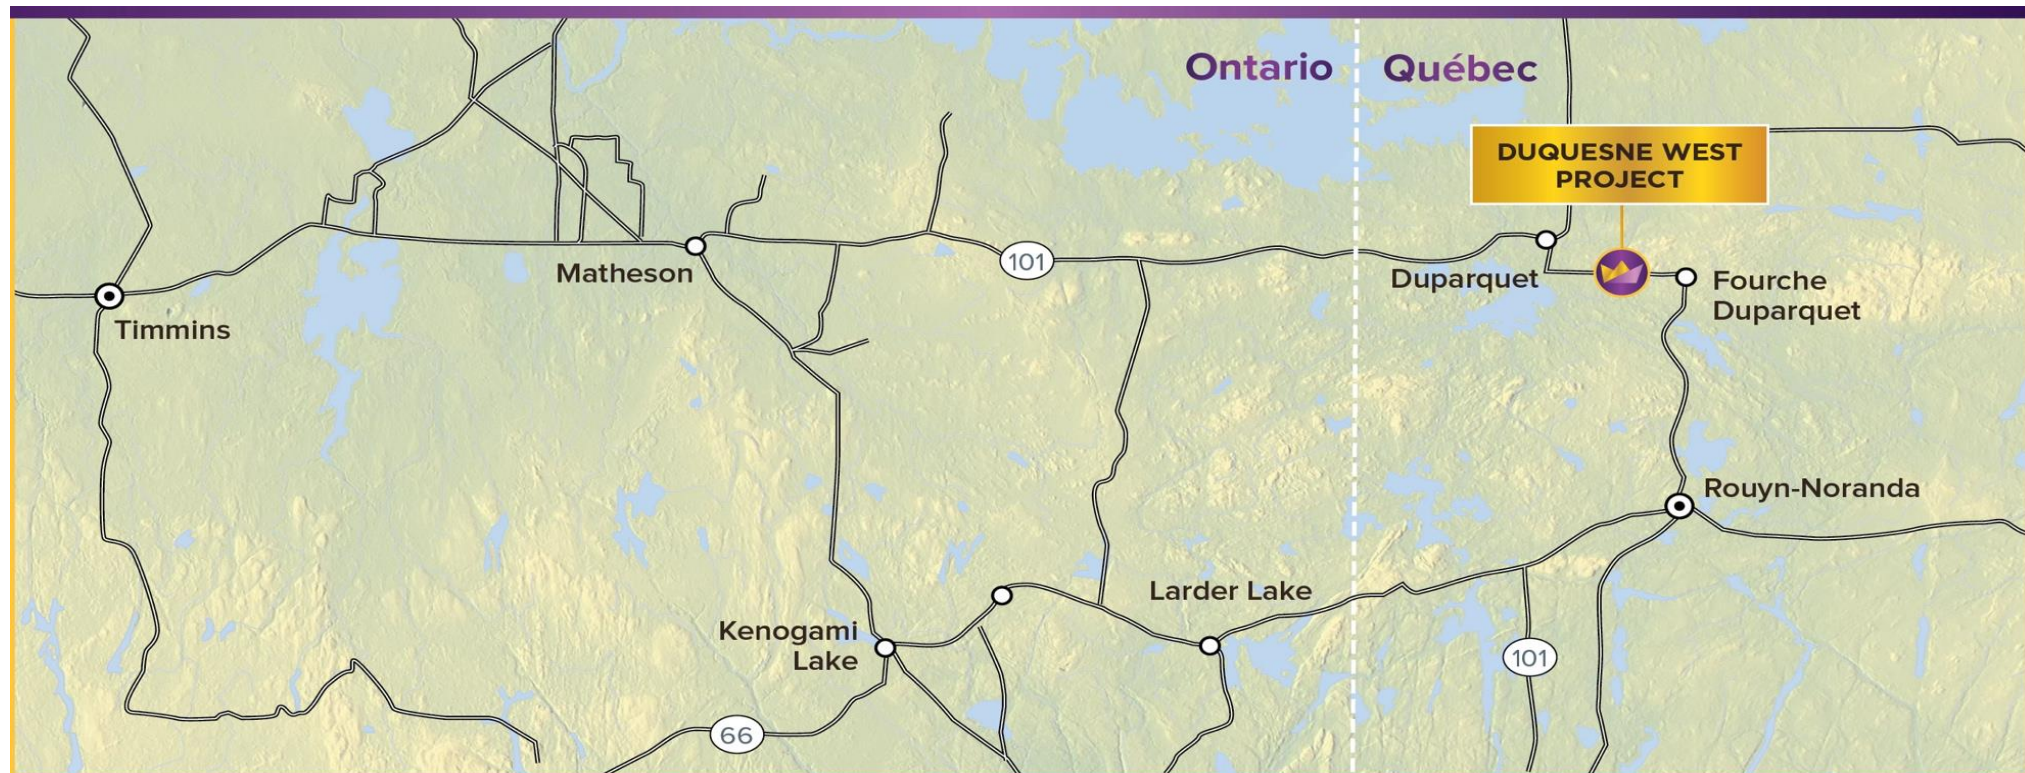 Ontario
Québec
DUQUESNE WEST
PROJECT
101
Matheson
Duparquet
Fourche
Duparquet
Timmins
Rouyn-Noranda
Larder Lake
Kenogami
Lake
101
66